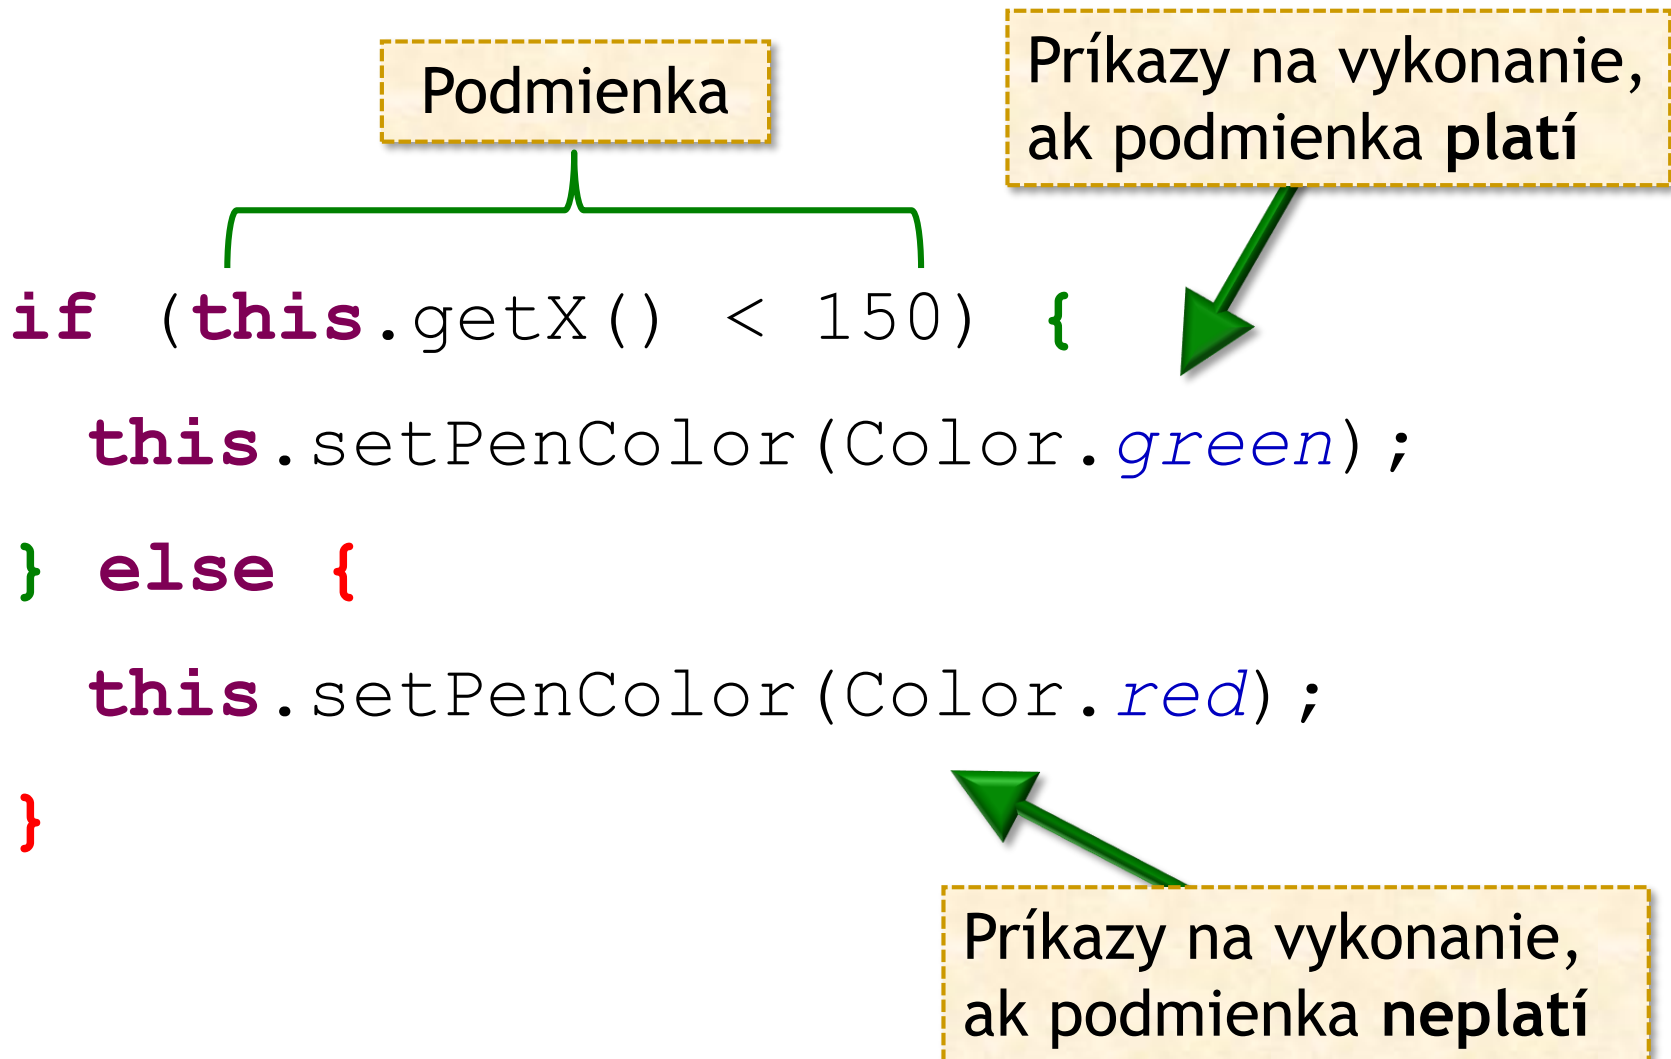 Podmienka
Príkazy na vykonanie,
ak podmienka platí
if (this.getX() < 150) {
this.setPenColor(Color.green);
} else {
this.setPenColor(Color.red);
}
Príkazy na vykonanie,
ak podmienka neplatí